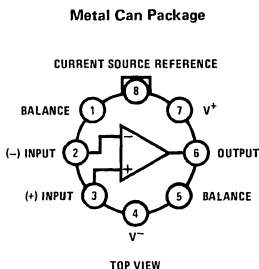 Metal Can Package
CURRENT SOURCE REFERENCE
8
BALANCE 1 7 V+
(−) INPUT 2 − 6 OUTPUT
(+) INPUT 3 + 5 BALANCE
4
V−
TOP VIEW